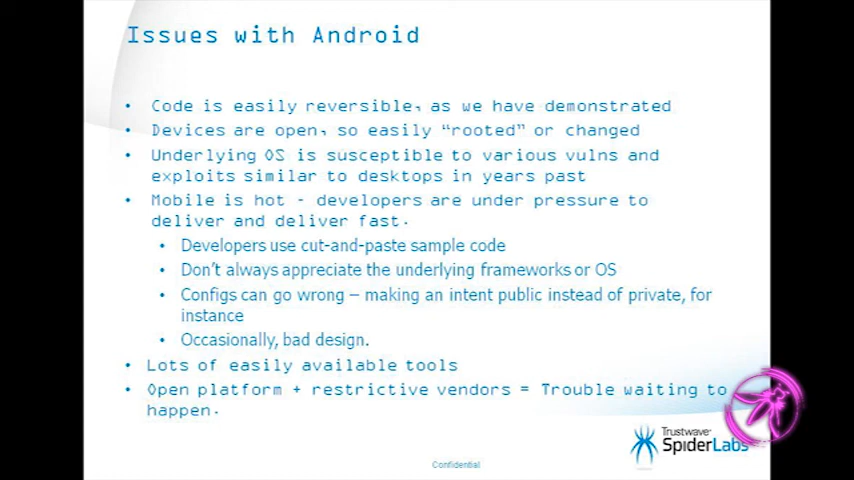 Issues with Android
• Code is easily reversible, as we have demonstrated
• Devices are open, so easily “rooted” or changed
• Underlying OS is susceptible to various vulns and
exploits similar to desktops in years past
• Mobile is hot - developers are under pressure to
deliver and deliver fast.
• Developers use cut-and-paste sample code
• Don’t always appreciate the underlying frameworks or OS
• Configs can go wrong – making an intent public instead of private, for
instance
• Occasionally, bad design.
• Lots of easily available tools
• Open platform + restrictive vendors = Trouble waiting to
happen.
Trustwave®
SpiderLabs
Confidential